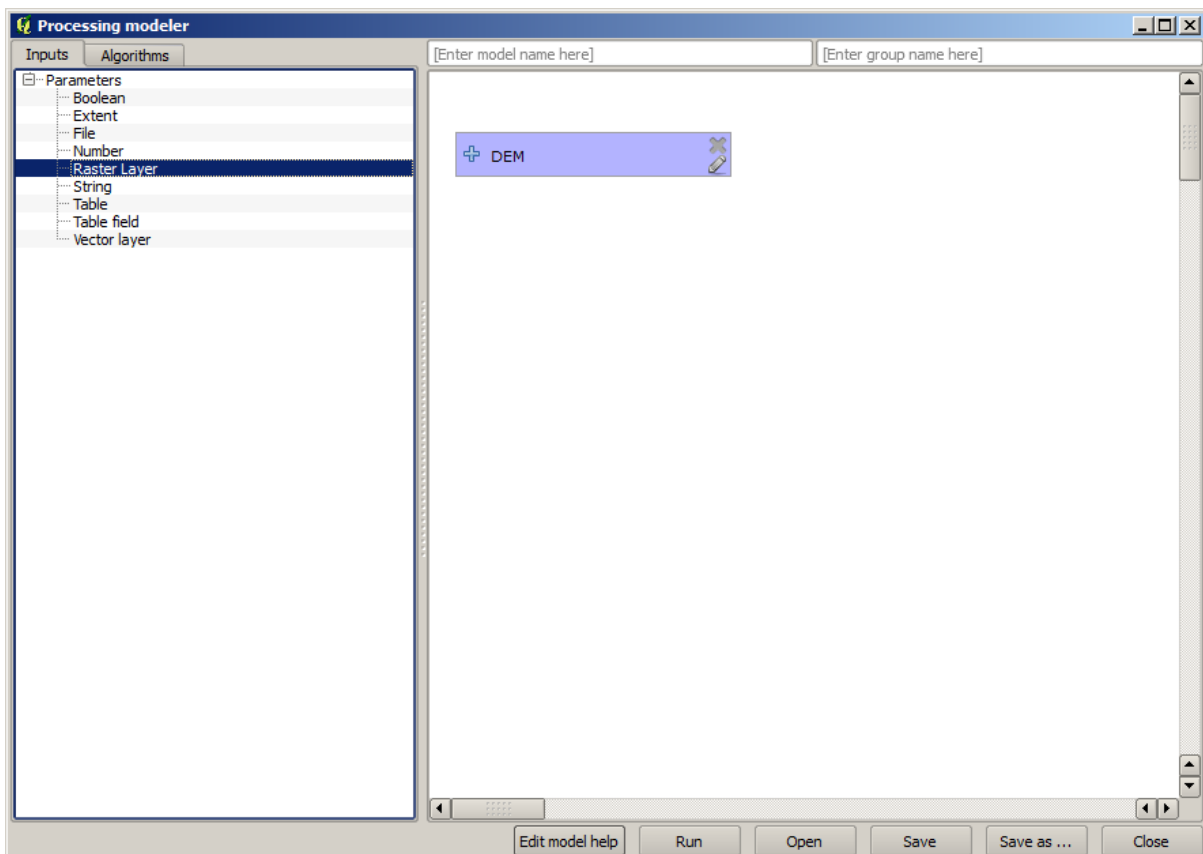 Processing modeler
Inputs Algorithms [Enter model name here] [Enter group name here]
Parameters
Boolean
Extent
File
Number
Raster Layer
String
Table
Table field
Vector layer
DEM
Edit model help Run Open Save Save as ... Close